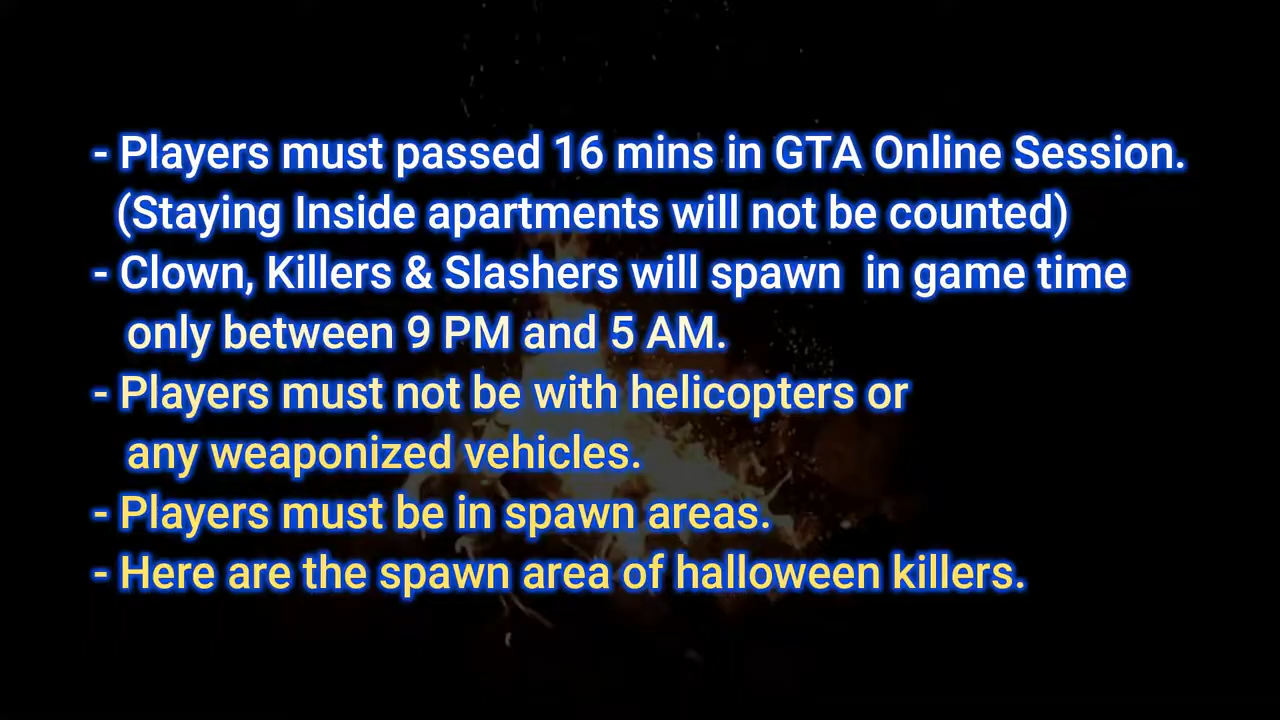 - Players must passed 16 mins in GTA Online Session.
(Staying Inside apartments will not be counted)
- Clown, Killers & Slashers will spawn  in game time
only between 9 PM and 5 AM.
- Players must not be with helicopters or
any weaponized vehicles.
- Players must be in spawn areas.
- Here are the spawn area of halloween killers.